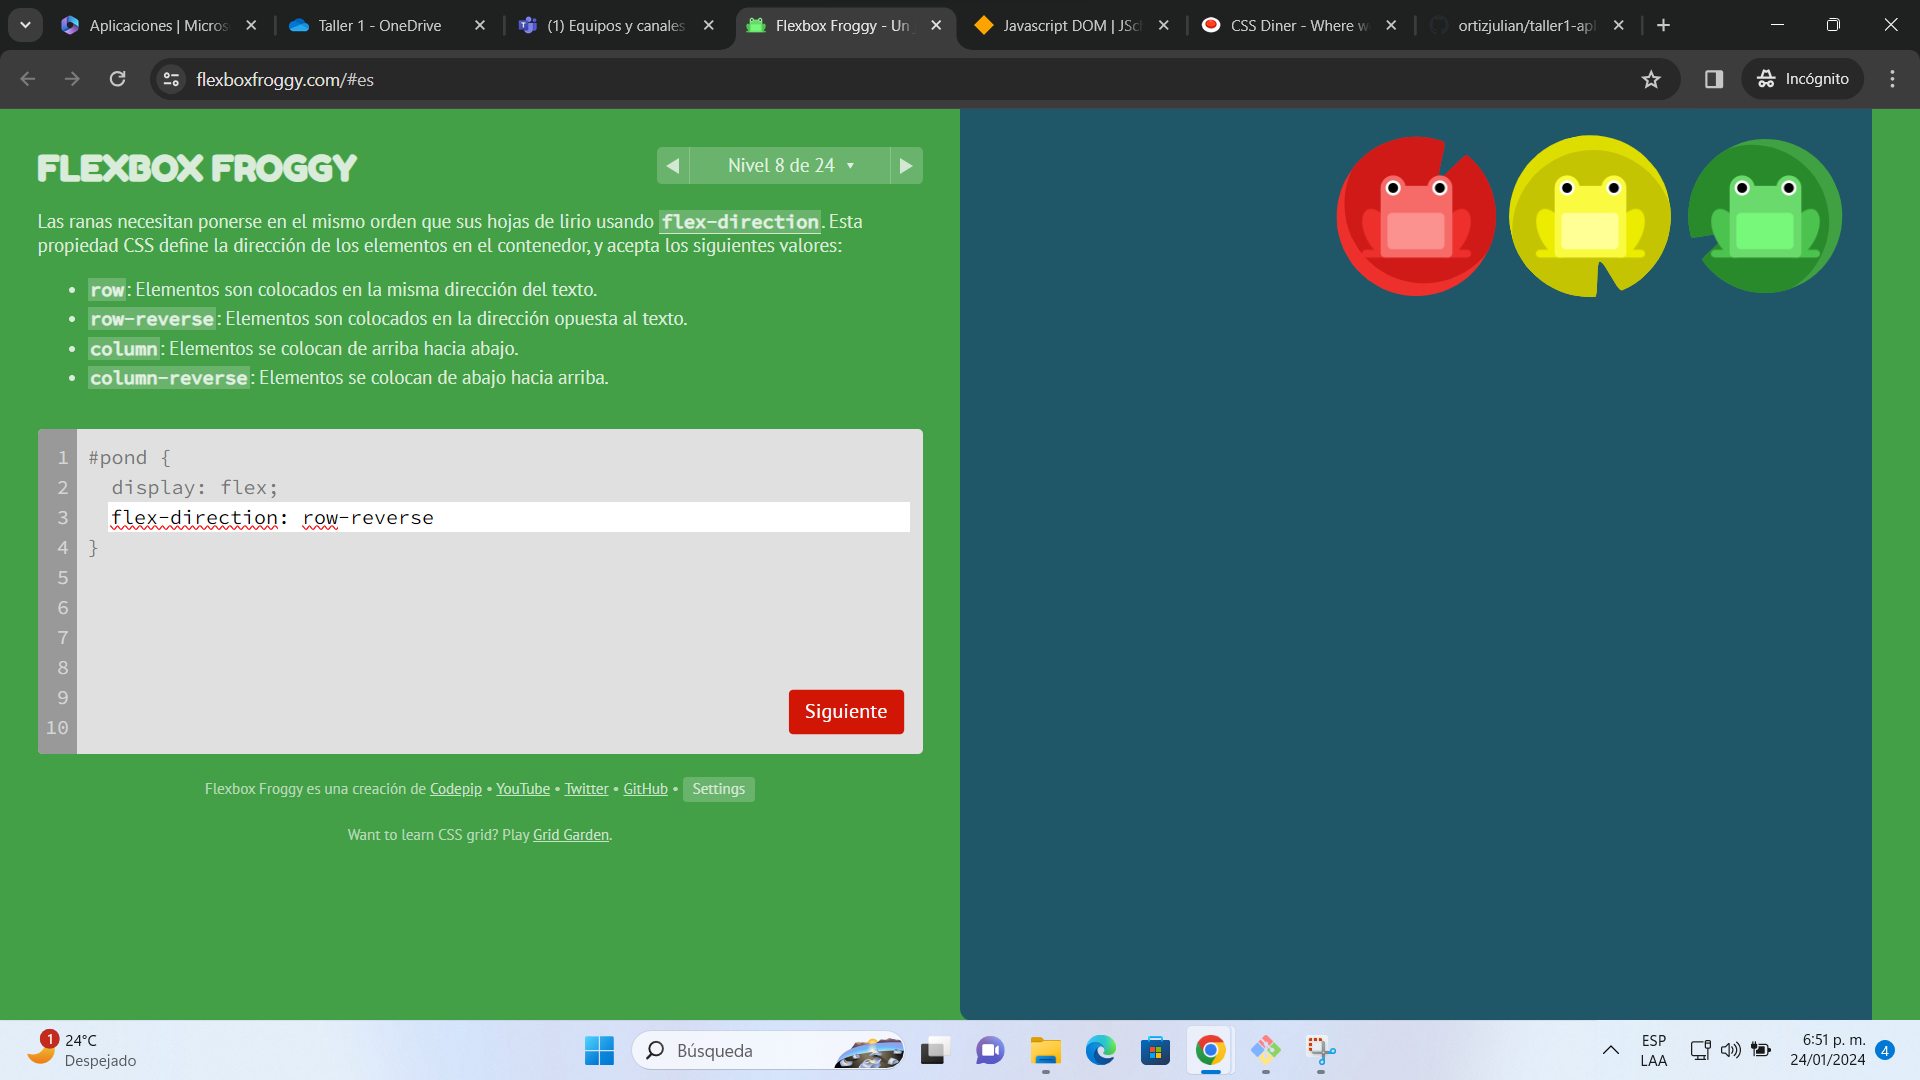 Aplicaciones | Micros
Taller 1 - OneDrive
(1) Equipos y canales
Flexbox Froggy - Un
Javascript DOM | JSc
CSS Diner - Where w
ortizjulian/taller1-apl
flexboxfroggy.com/#es
Incógnito
FLEXBOX FROGGY
Nivel 8 de 24
Las ranas necesitan ponerse en el mismo orden que sus hojas de lirio usando flex-direction. Esta
propiedad CSS define la dirección de los elementos en el contenedor, y acepta los siguientes valores:
• row: Elementos son colocados en la misma dirección del texto.
• row-reverse: Elementos son colocados en la dirección opuesta al texto.
• column: Elementos se colocan de arriba hacia abajo.
• column-reverse: Elementos se colocan de abajo hacia arriba.
1 #pond {
2 display: flex;
3 flex-direction: row-reverse
4 }
5
6
7
8
9
10
Siguiente
Flexbox Froggy es una creación de Codepip • YouTube • Twitter • GitHub • Settings
Want to learn CSS grid? Play Grid Garden.
1
24°C
Despejado
Búsqueda
ESP
LAA
6:51 p. m.
24/01/2024
4